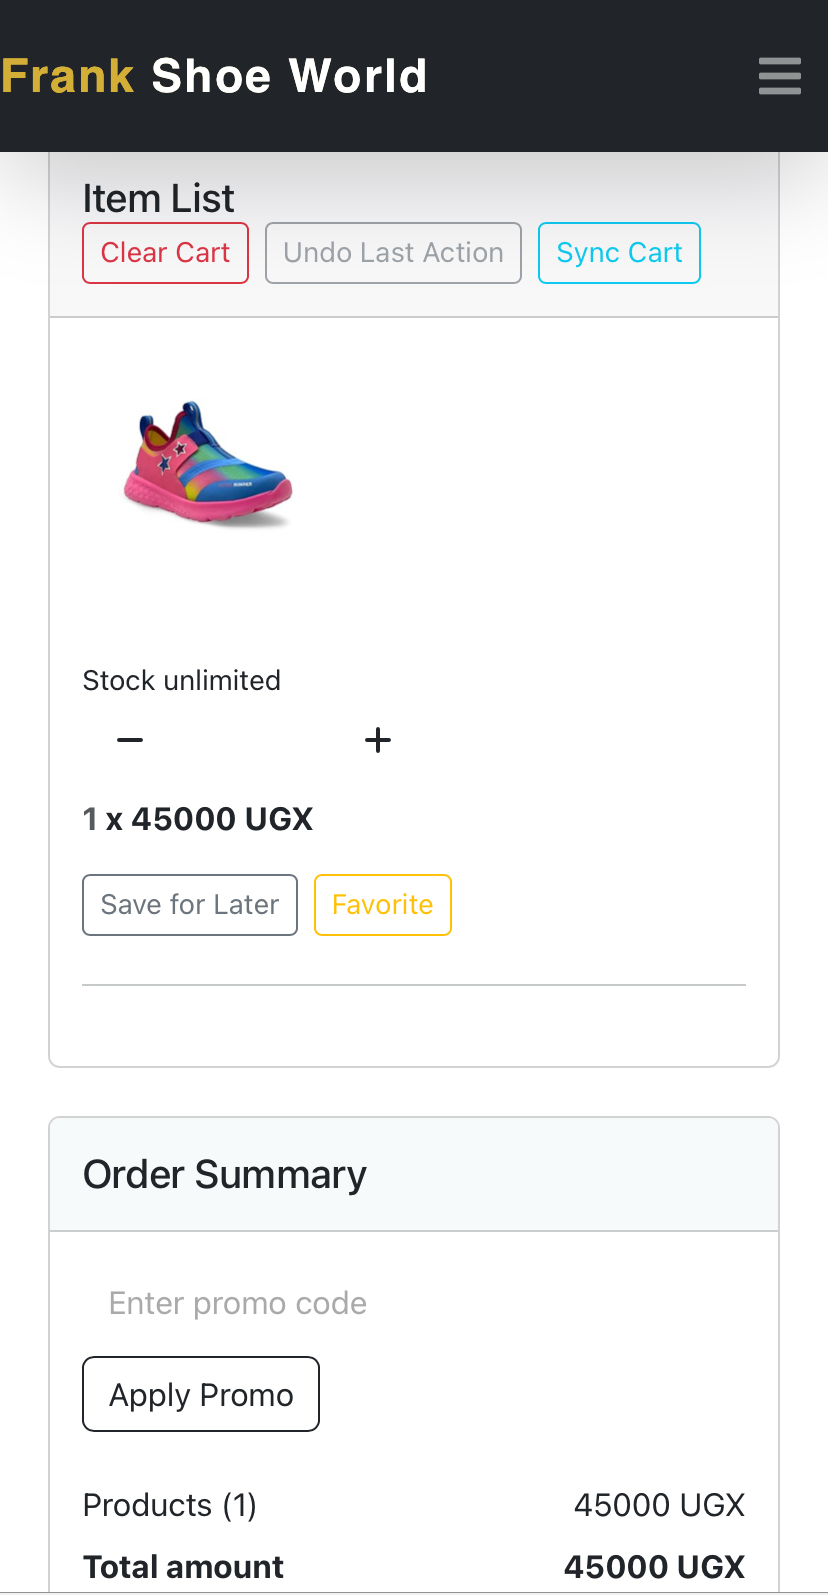 Frank Shoe World
Item List
Clear Cart Undo Last Action Sync Cart
Stock unlimited
− +
1 x 45000 UGX
Save for Later Favorite
Order Summary
Enter promo code
Apply Promo
Products (1) 45000 UGX
Total amount 45000 UGX